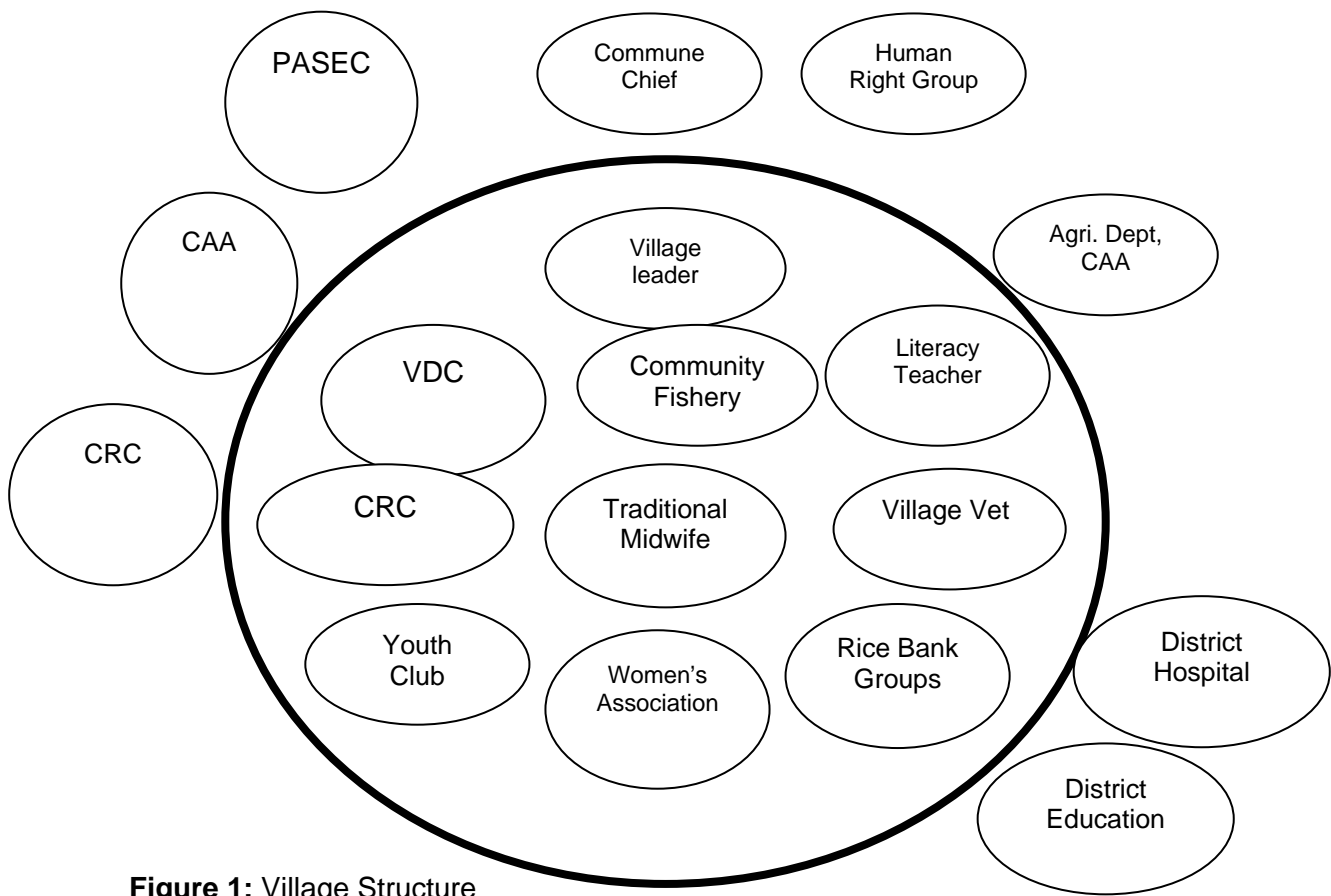 PASEC
Commune
Chief
Human
Right Group
CAA
Agri. Dept,
CAA
Village
leader
VDC
Community
Fishery
Literacy
Teacher
CRC
CRC
Traditional
Midwife
Village Vet
Youth
Club
Women’s
Association
Rice Bank
Groups
District
Hospital
District
Education
Figure 1: Village Structure